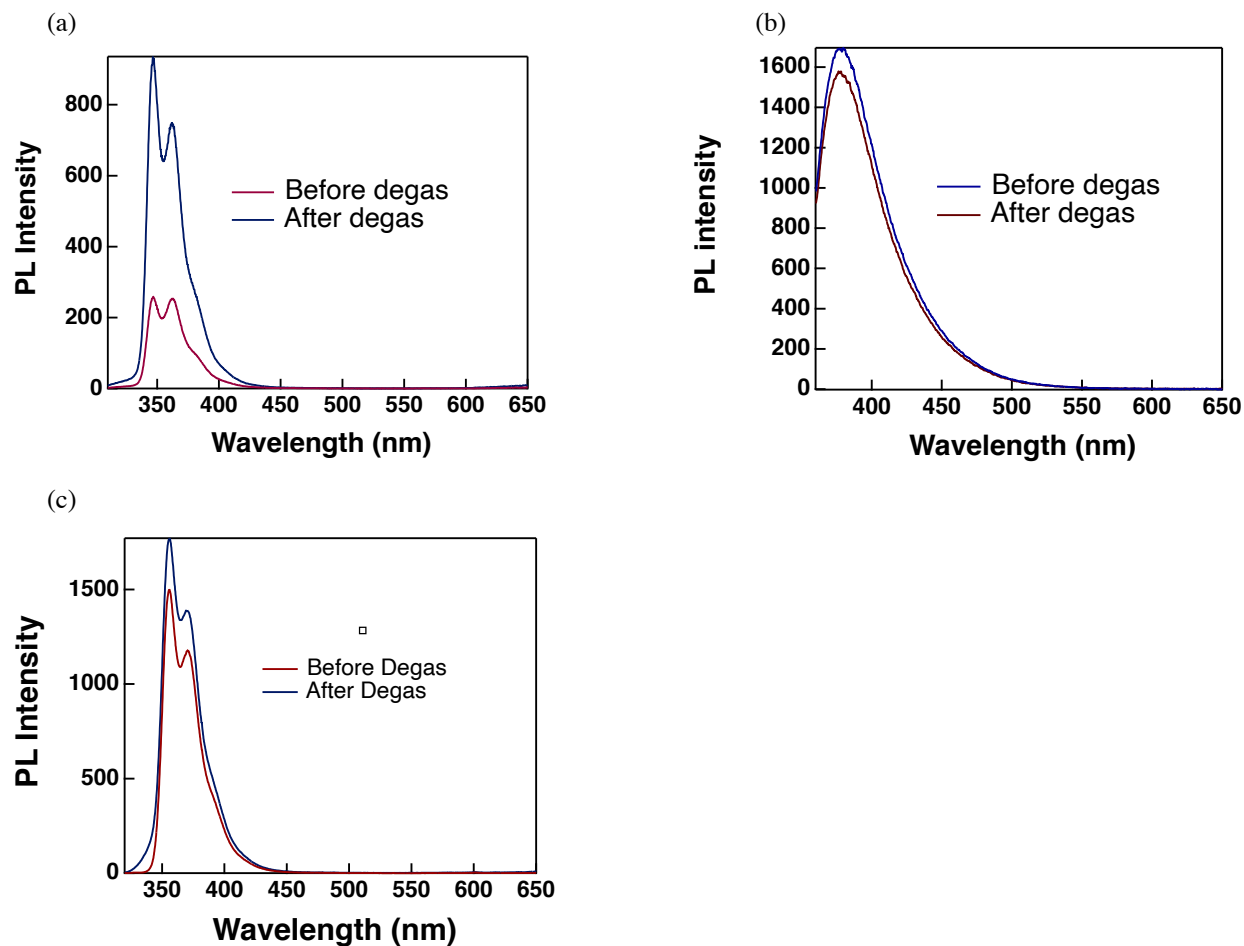 (a)
PL Intensity
800
600
400
200
0
Before degas
After degas
350 400 450 500 550 600 650
Wavelength (nm)
(b)
PL intensity
1600
1400
1200
1000
800
600
400
200
0
Before degas
After degas
400 450 500 550 600 650
Wavelength (nm)
(c)
PL Intensity
1500
1000
500
0
Before Degas
After Degas
350 400 450 500 550 600 650
Wavelength (nm)